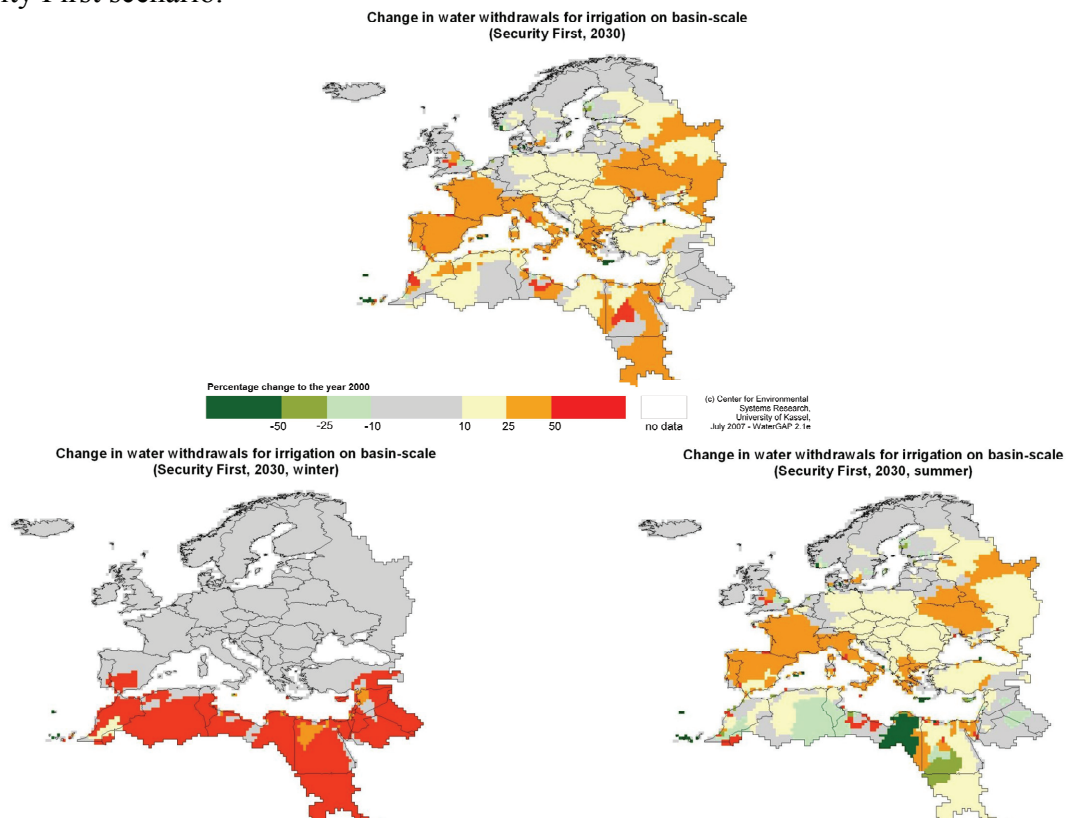 ity First scenario.
Change in water withdrawals for irrigation on basin-scale
(Security First, 2030)
Percentage change to the year 2000
-50 -25 -10 10 25 50 no data
(c) Center for Environmental
Systems Research,
University of Kassel,
July 2007 - WaterGAP 2.1e
Change in water withdrawals for irrigation on basin-scale
(Security First, 2030, winter)
Change in water withdrawals for irrigation on basin-scale
(Security First, 2030, summer)